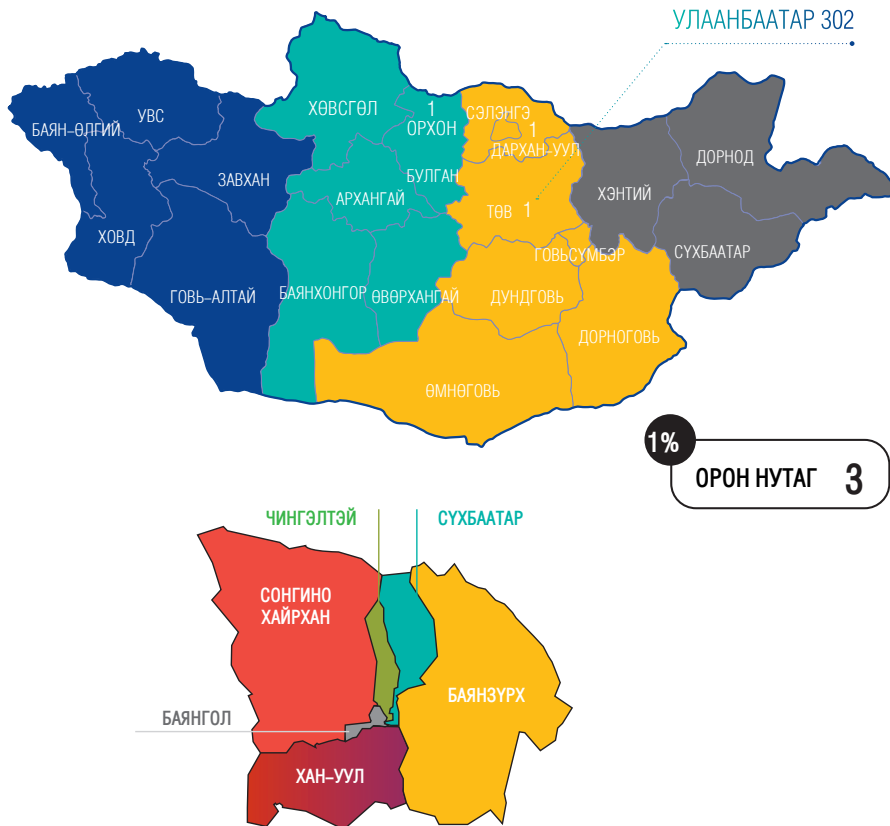 УЛААНБААТАР 302
ХӨВСГӨЛ
1
ОРХОН
СЭЛЭНГЭ
1
ДАРХАН-УУЛ
УВС
БАЯН-ӨЛГИЙ
ДОРНОД
ЗАВХАН
БУЛГАН
ХЭНТИЙ
АРХАНГАЙ
ТӨВ 1
ХОВД
ГОВЬСҮМБЭР
СҮХБААТАР
ГОВЬ-АЛТАЙ
БАЯНХОНГОР
ӨВӨРХАНГАЙ
ДУНДГОВЬ
ДОРНОГОВЬ
ӨМНӨГОВЬ
1%
ОРОН НУТАГ 3
ЧИНГЭЛТЭЙ
СҮХБААТАР
СОНГИНО
ХАЙРХАН
БАЯНЗҮРХ
БАЯНГОЛ
ХАН-УУЛ